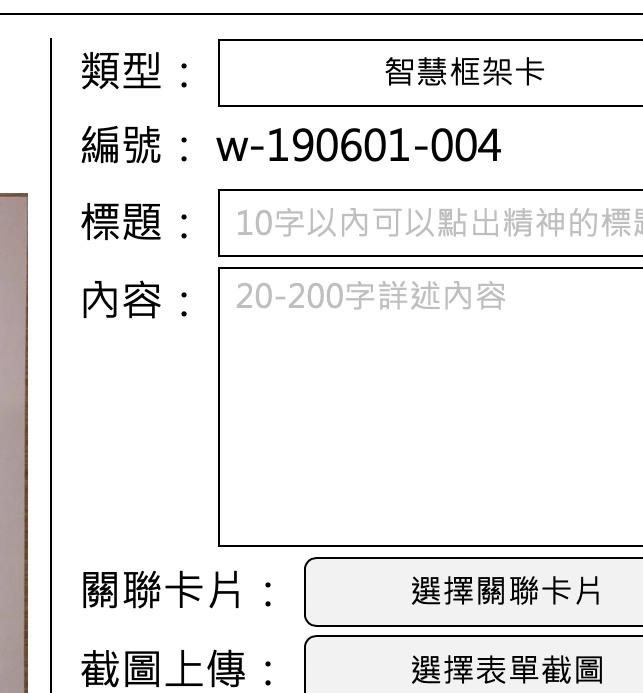 類型： 智慧框架卡
編號： w-190601-004
標題： 10字以內可以點出精神的標題
內容： 20-200字詳述內容
關聯卡片： 選擇關聯卡片
截圖上傳： 選擇表單截圖